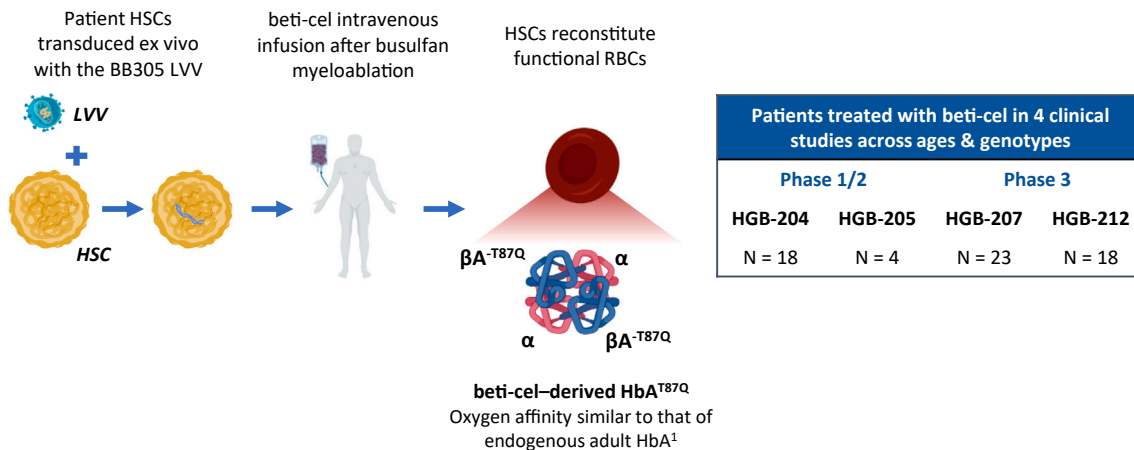 Patient HSCs
transduced ex vivo
with the BB305 LVV
LVV
HSC
beti-cel intravenous
infusion after busulfan
myeloablation
HSCs reconstitute
functional RBCs
βA-T87Q
α
α
βA-T87Q
beti-cel–derived HbAT87Q
Oxygen affinity similar to that of
endogenous adult HbA1
Patients treated with beti-cel in 4 clinical
studies across ages & genotypes
Phase 1/2 Phase 3
HGB-204 HGB-205 HGB-207 HGB-212
N = 18 N = 4 N = 23 N = 18